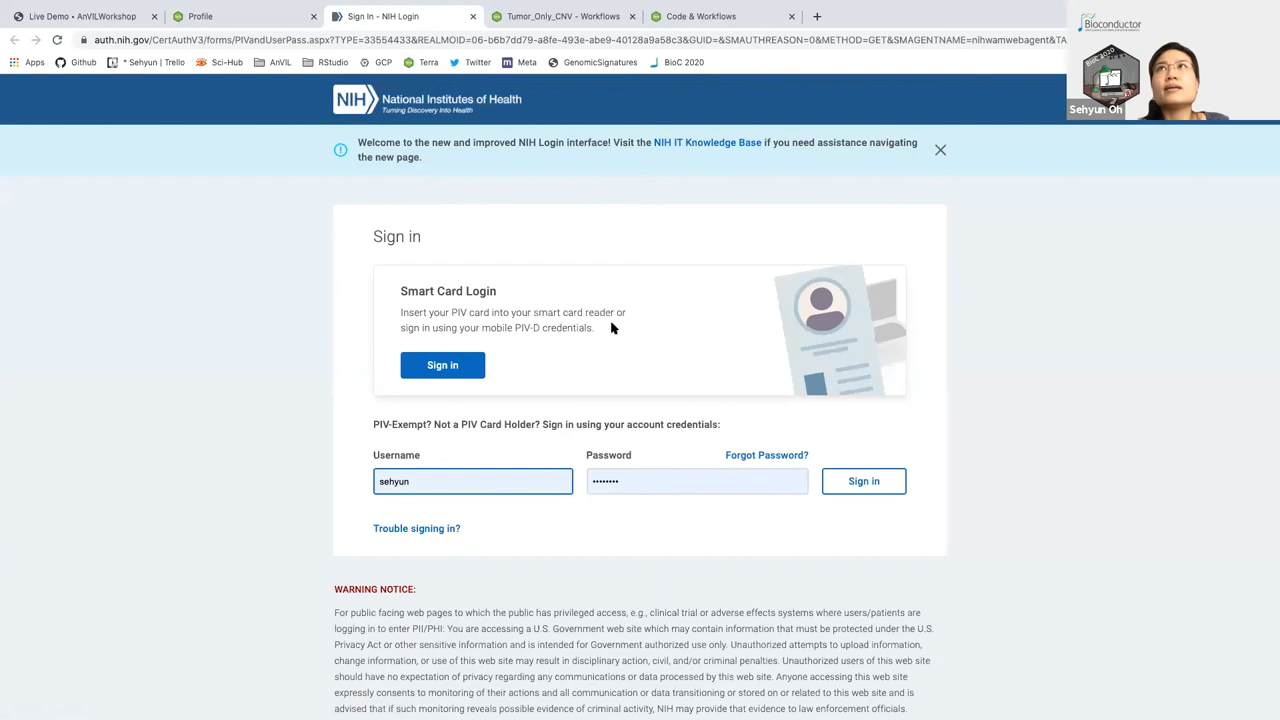 Live Demo • AnVILWorkshop
Profile
Sign In - NIH Login
Tumor_Only_CNV - Workflows
Code & Workflows
auth.nih.gov/CertAuthV3/forms/PIVandUserPass.aspx?TYPE=33554433&REALMOID=06-b6b7dd79-a8fe-493e-abe9-40128a9a58c3&GUID=&SMAUTHREASON=0&METHOD=GET&SMAGENTNAME=nihwamwebagent&TA
Apps
Github
* Sehyun | Trello
Sci-Hub
AnVIL
RStudio
GCP
Terra
Twitter
Meta
GenomicSignatures
BioC 2020
Bioconductor
BioC2020
Sehyun Oh
NIH
National Institutes of Health
Turning Discovery Into Health
Welcome to the new and improved NIH Login interface! Visit the NIH IT Knowledge Base if you need assistance navigating
the new page.
Sign in
Smart Card Login
Insert your PIV card into your smart card reader or
sign in using your mobile PIV-D credentials.
Sign in
PIV-Exempt? Not a PIV Card Holder? Sign in using your account credentials:
Username
Password
Forgot Password?
sehyun
••••••••
Sign in
Trouble signing in?
WARNING NOTICE:
For public facing web pages to which the public has privileged access, e.g., clinical trial or adverse effects systems where users/patients are
logging in to enter PII/PHI: You are accessing a U.S. Government web site which may contain information that must be protected under the U.S.
Privacy Act or other sensitive information and is intended for Government authorized use only. Unauthorized attempts to upload information,
change information, or use of this web site may result in disciplinary action, civil, and/or criminal penalties. Unauthorized users of this web site
should have no expectation of privacy regarding any communications or data processed by this web site. Anyone accessing this web site
expressly consents to monitoring of their actions and all communication or data transitioning or stored on or related to this web site and is
advised that if such monitoring reveals possible evidence of criminal activity, NIH may provide that evidence to law enforcement officials.